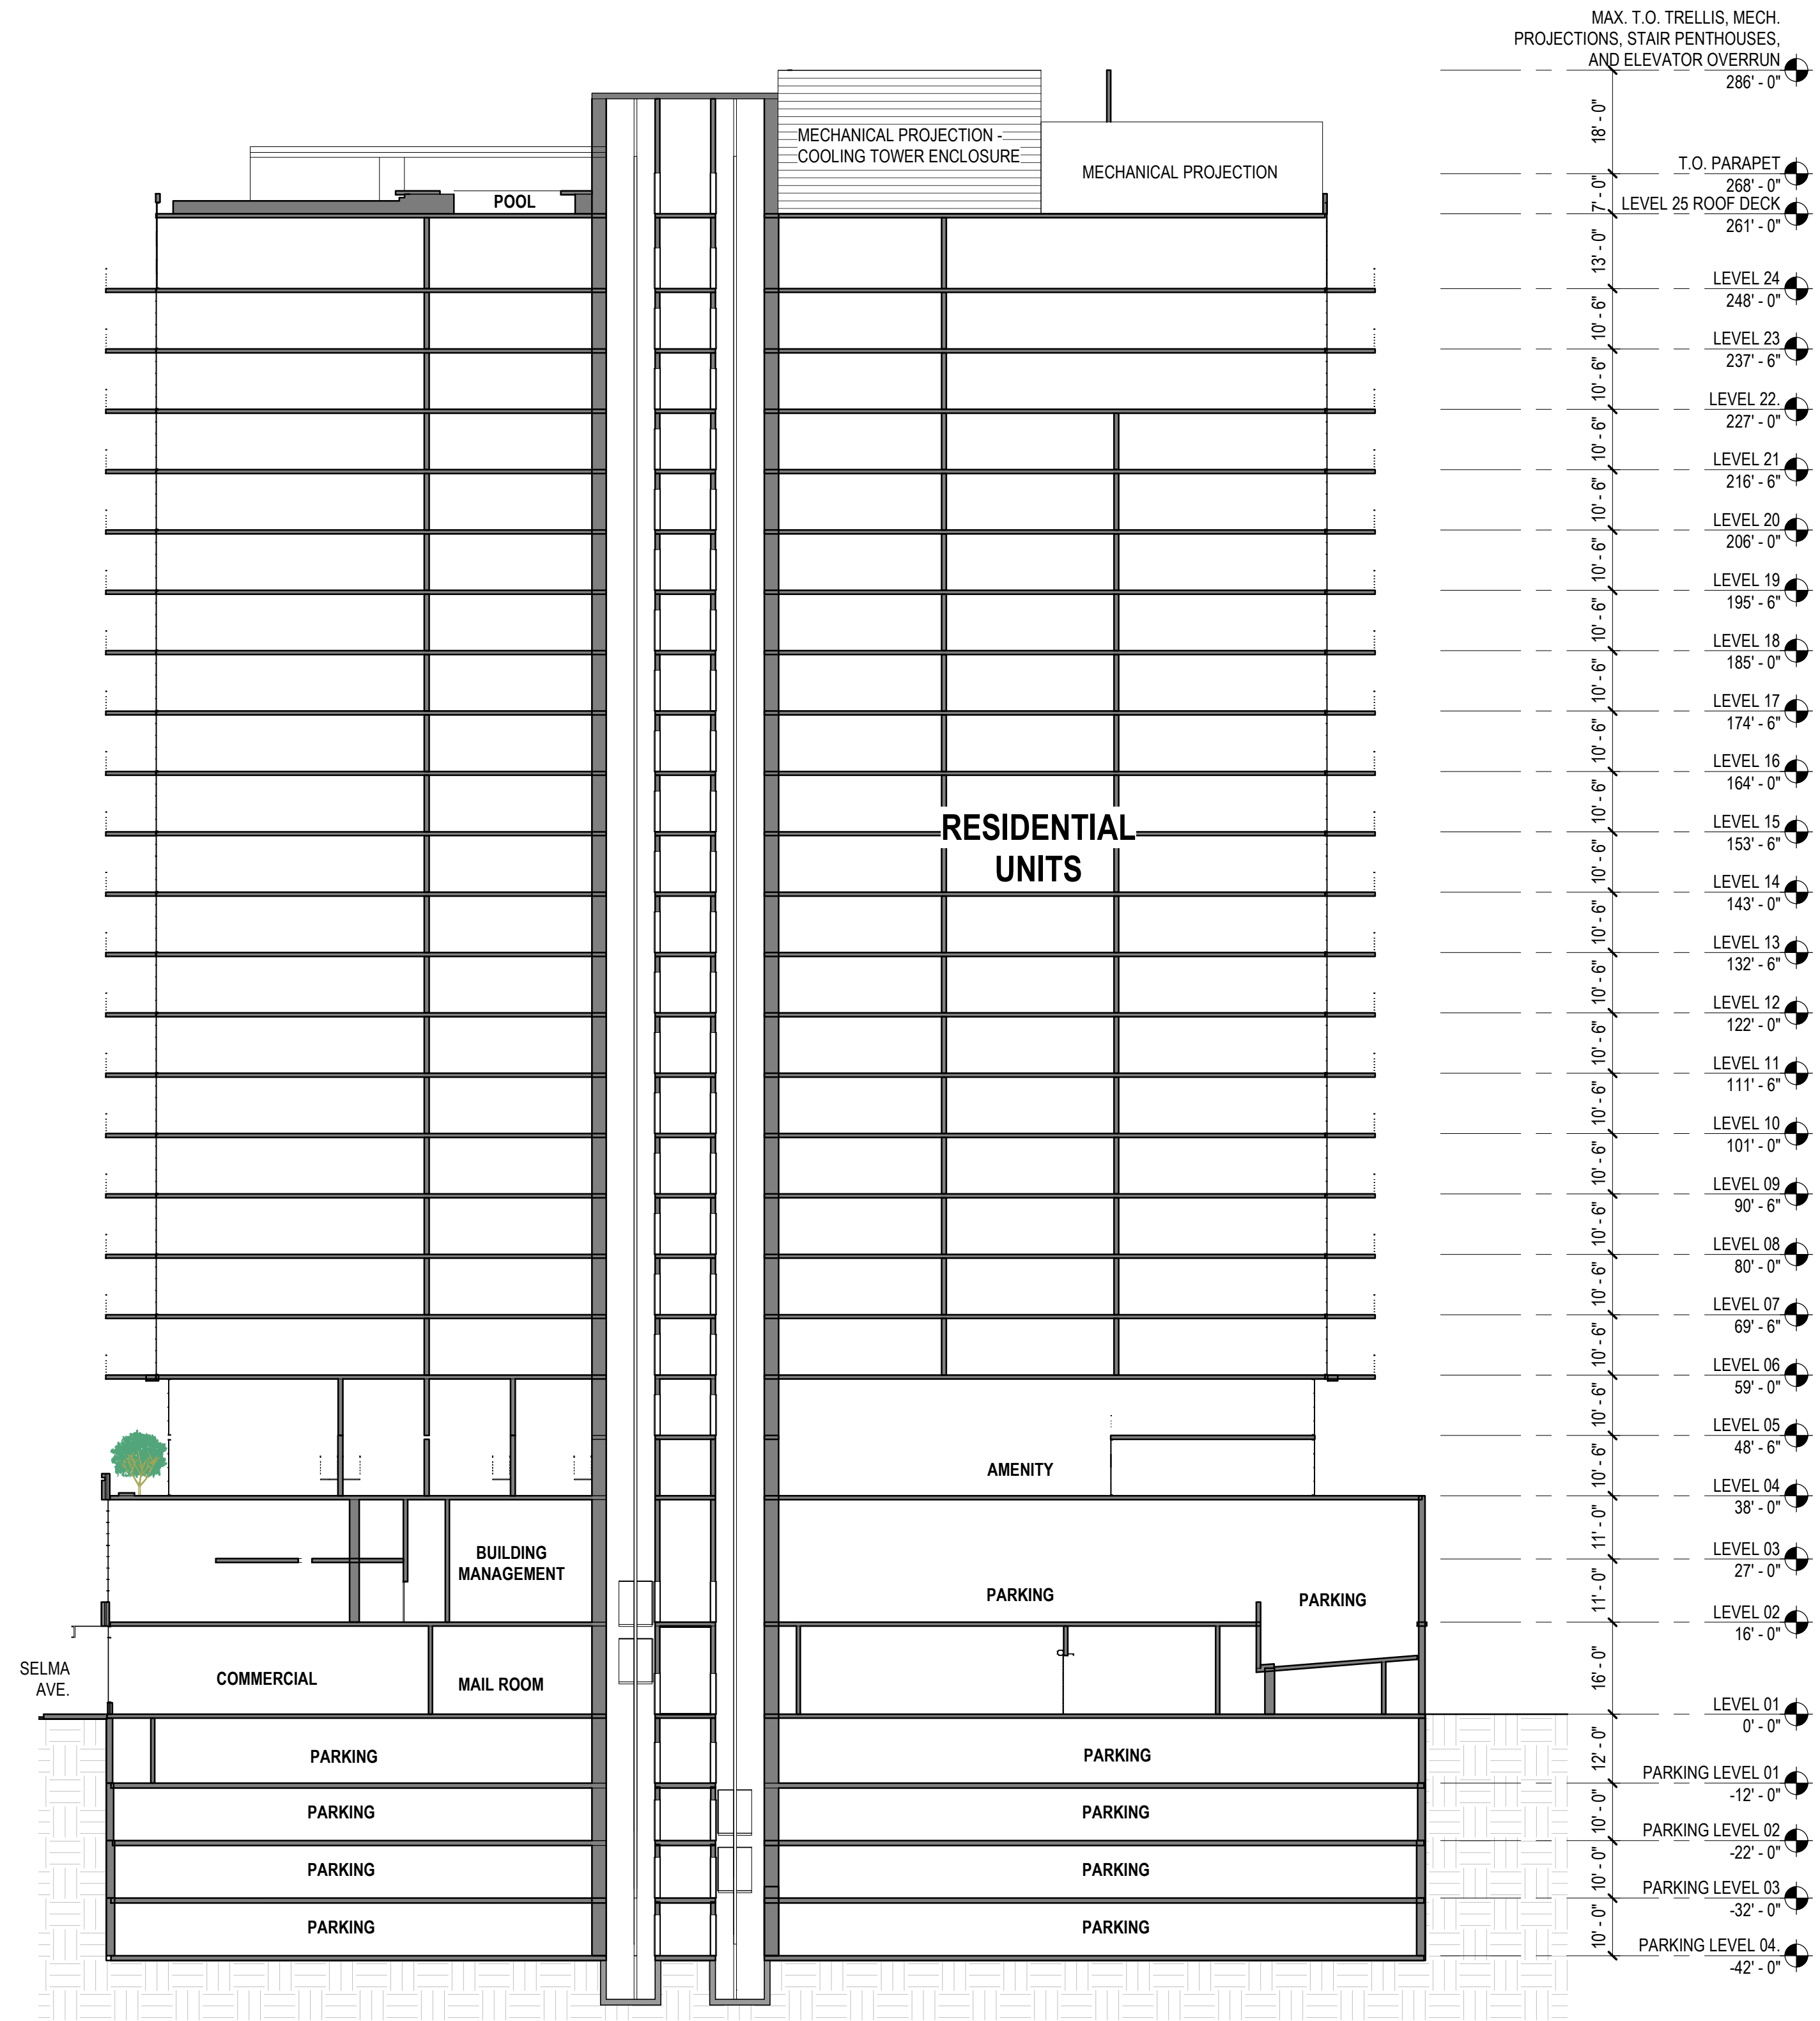 MAX. T.O. TRELLIS, MECH.
PROJECTIONS, STAIR PENTHOUSES,
AND ELEVATOR OVERRUN
286' - 0"
18' - 0"
MECHANICAL PROJECTION -
COOLING TOWER ENCLOSURE
MECHANICAL PROJECTION
T.O. PARAPET
268' - 0"
7' - 0"
POOL
LEVEL 25 ROOF DECK
261' - 0"
13' - 0"
LEVEL 24
248' - 0"
10' - 6"
LEVEL 23
237' - 6"
10' - 6"
LEVEL 22.
227' - 0"
10' - 6"
LEVEL 21
216' - 6"
10' - 6"
LEVEL 20
206' - 0"
10' - 6"
LEVEL 19
195' - 6"
10' - 6"
LEVEL 18
185' - 0"
10' - 6"
LEVEL 17
174' - 6"
10' - 6"
LEVEL 16
164' - 0"
10' - 6"
RESIDENTIAL
UNITS
LEVEL 15
153' - 6"
10' - 6"
LEVEL 14
143' - 0"
10' - 6"
LEVEL 13
132' - 6"
10' - 6"
LEVEL 12
122' - 0"
10' - 6"
LEVEL 11
111' - 6"
10' - 6"
LEVEL 10
101' - 0"
10' - 6"
LEVEL 09
90' - 6"
10' - 6"
LEVEL 08
80' - 0"
10' - 6"
LEVEL 07
69' - 6"
10' - 6"
LEVEL 06
59' - 0"
10' - 6"
LEVEL 05
48' - 6"
10' - 6"
AMENITY
LEVEL 04
38' - 0"
11' - 0"
BUILDING
MANAGEMENT
LEVEL 03
27' - 0"
11' - 0"
PARKING
PARKING
LEVEL 02
16' - 0"
16' - 0"
SELMA
AVE.
COMMERCIAL
MAIL ROOM
LEVEL 01
0' - 0"
12' - 0"
PARKING
PARKING
PARKING LEVEL 01
-12' - 0"
10' - 0"
PARKING
PARKING
PARKING LEVEL 02
-22' - 0"
10' - 0"
PARKING
PARKING
PARKING LEVEL 03
-32' - 0"
10' - 0"
PARKING
PARKING
PARKING LEVEL 04.
-42' - 0"